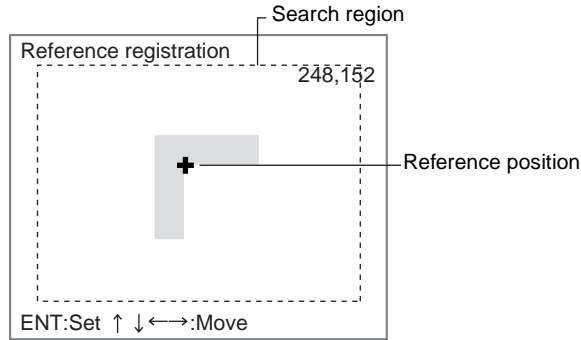 Search region
Reference registration
248,152
Reference position
ENT:Set ↑ ↓←→:Move